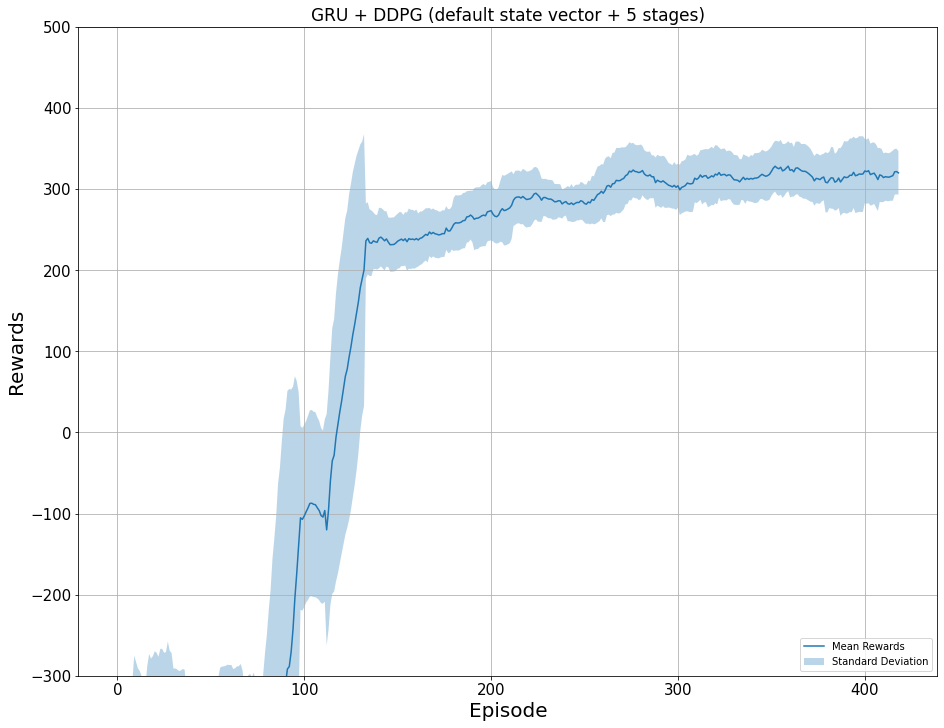 GRU + DDPG (default state vector + 5 stages)
500
400
300
200
100
0
−100
−200
−300
Rewards
0 100 200 300 400
Episode
Mean Rewards
Standard Deviation